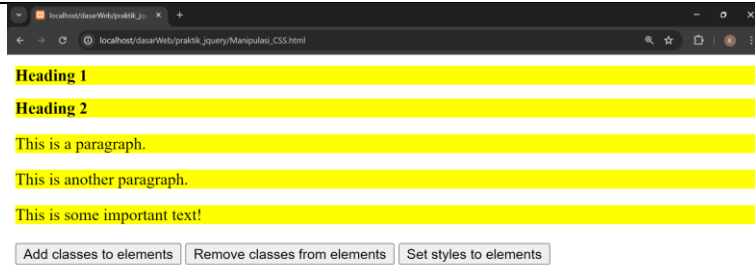 localhost/dasarWeb/praktik_jq
localhost/dasarWeb/praktik_jquery/Manipulasi_CSS.html
Heading 1
Heading 2
This is a paragraph.
This is another paragraph.
This is some important text!
Add classes to elements Remove classes from elements Set styles to elements